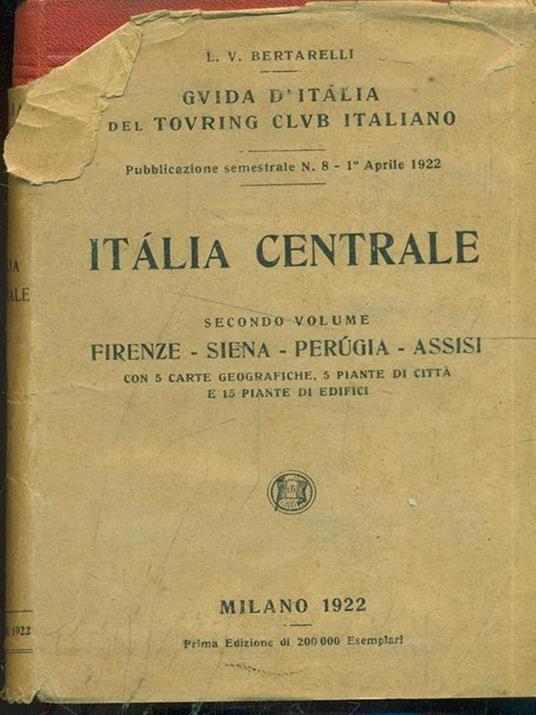 L. V. BERTARELLI
GVIDA D'ITÁLIA
DEL TOVRING CLVB ITALIANO
Pubblicazione semestrale N. 8 - 1º Aprile 1922
ITÁLIA CENTRALE
SECONDO VOLUME
FIRENZE - SIENA - PERÚGIA - ASSISI
CON 5 CARTE GEOGRAFICHE, 5 PIANTE DI CITTÀ
E 15 PIANTE DI EDIFICI
MILANO 1922
Prima Edizione di 200 000 Esemplari
1922